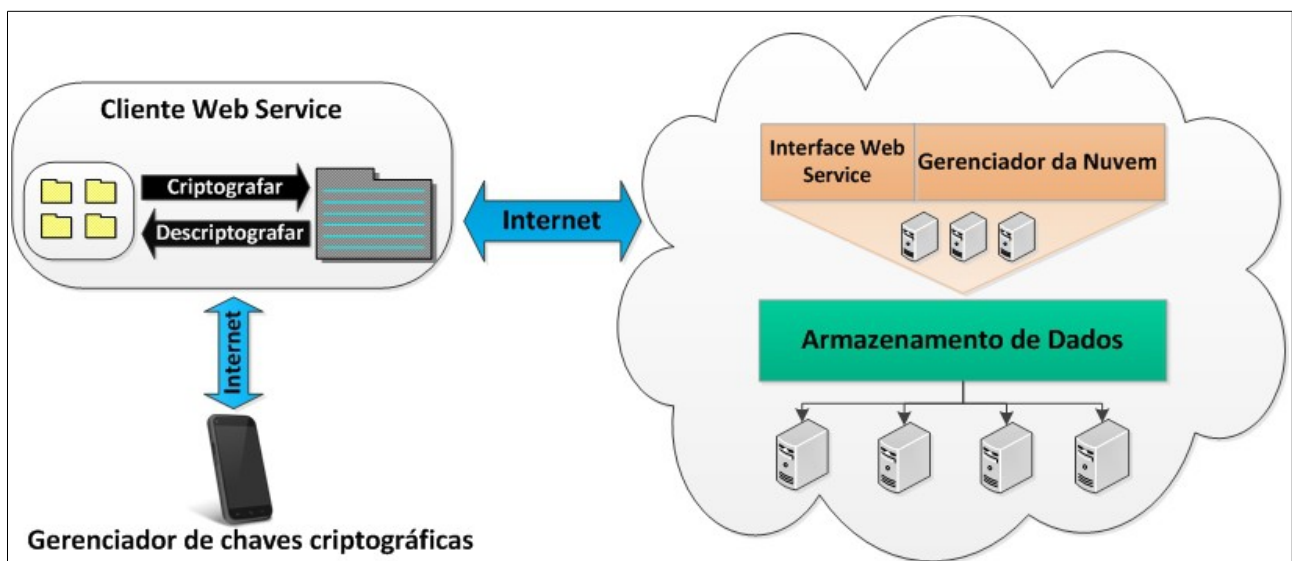 Cliente Web Service
Criptografar
Descriptografar
Internet
Internet
Gerenciador de chaves criptográficas
Interface Web
Service
Gerenciador da Nuvem
Armazenamento de Dados